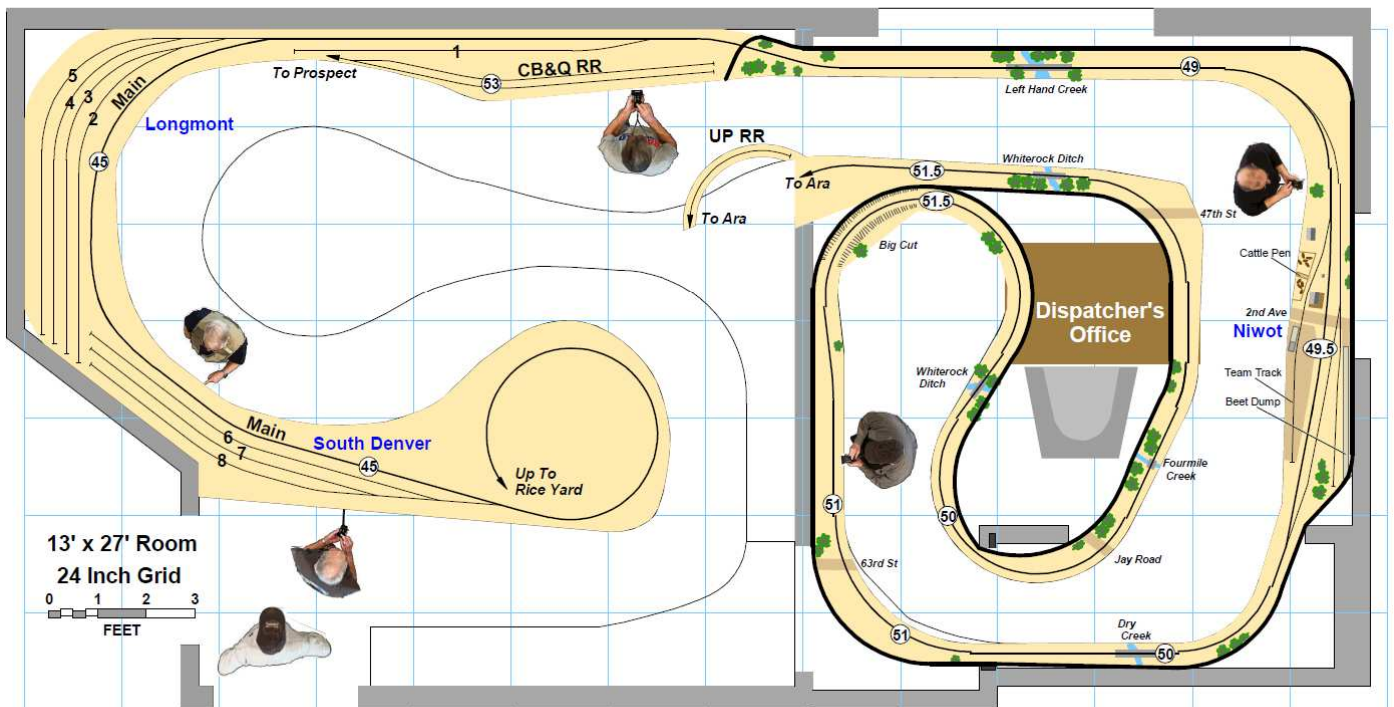 1
5
4
3
2
Main
To Prospect
53
CB&Q RR
49
Left Hand Creek
Longmont
45
UP RR
To Ara
To Ara
51.5
Whiterock Ditch
51.5
47th St
Big Cut
Cattle Pen
2nd Ave
Niwot
49.5
Dispatcher's
Office
Whiterock
Ditch
Team Track
Beet Dump
Main
6
7
8
South Denver
45
Up To
Rice Yard
Fourmile
Creek
51
50
Jay Road
63rd St
13' x 27' Room
24 Inch Grid
0 1 2 3
FEET
51
Dry
Creek
50